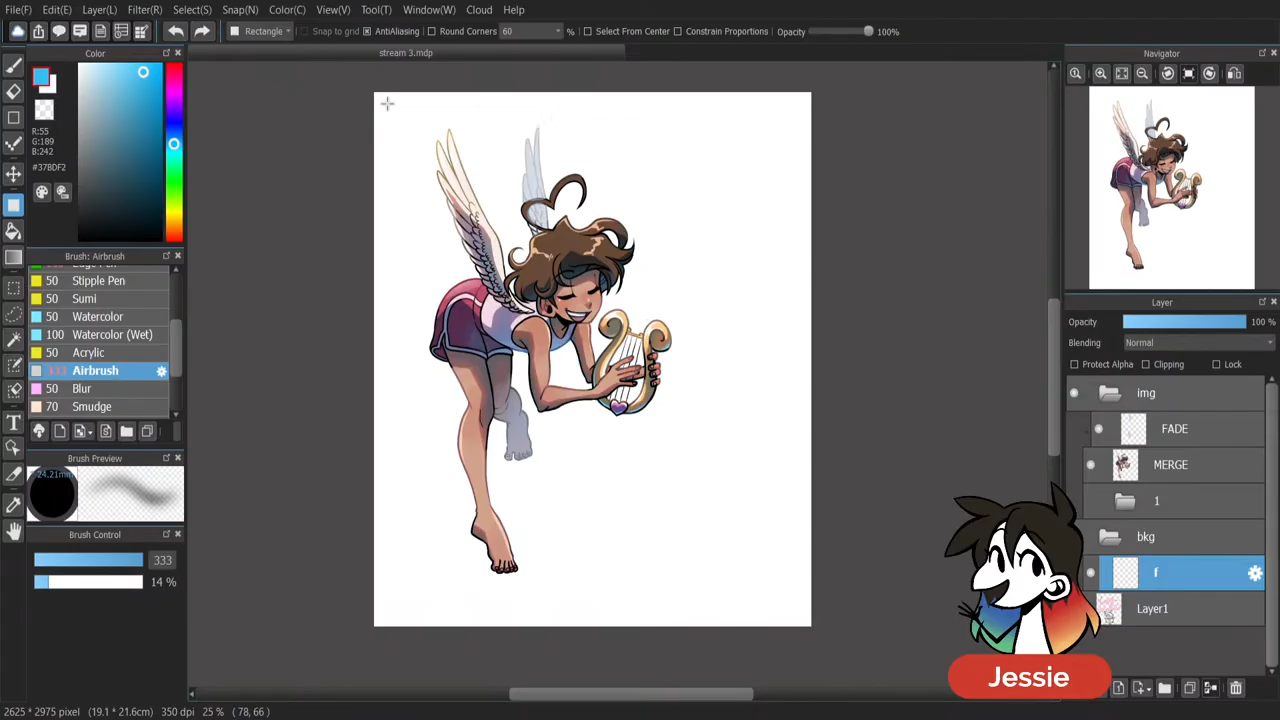 File(F) Edit(E) Layer(L) Filter(R) Select(S) Snap(N) Color(C) View(V) Tool(T) Window(W) Cloud Help
Rectangle Snap to grid AntiAliasing Round Corners 60 % Select From Center Constrain Proportions Opacity 100%
Color
stream 3.mdp
Navigator
R:55
G:189
B:242
#37BDF2
Brush: Airbrush
50 Stipple Pen
50 Sumi
50 Watercolor
100 Watercolor (Wet)
50 Acrylic
333 Airbrush
50 Blur
70 Smudge
Brush Preview
Brush Control
333
14 %
Layer
Opacity 100 %
Blending Normal
Protect Alpha Clipping Lock
img
FADE
MERGE
1
bkg
f
Layer1
Jessie
2625 * 2975 pixel (19.1 * 21.6cm) 350 dpi 25 % ( 78, 66 )